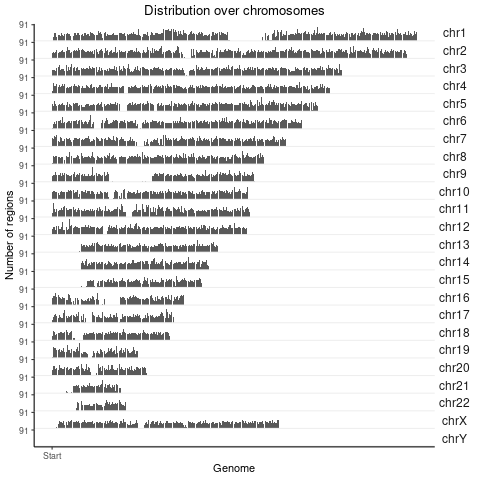 Distribution over chromosomes
91 chr1
91 chr2
91 chr3
91 chr4
91 chr5
91 chr6
91 chr7
91 chr8
91 chr9
91 chr10
91 chr11
91 chr12
91 chr13
91 chr14
91 chr15
91 chr16
91 chr17
91 chr18
91 chr19
91 chr20
91 chr21
91 chr22
91 chrX
91 chrY
Number of regions
Start
Genome